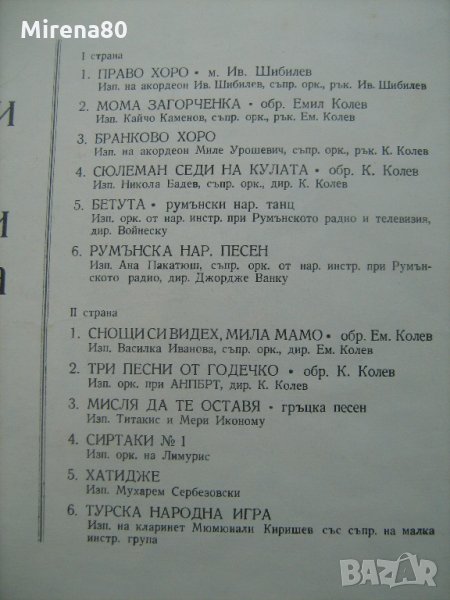 Mirena80
I страна
1. ПРАВО ХОРО • м. Ив. Шибилев
Изп. на акордеон Ив. Шибилев, съпр. орк., рък. Ив. Шибилев
2. МОМА ЗАГОРЧЕНКА • обр. Емил Колев
Изп. Кайчо Каменов, съпр. орк., рък. Ем. Колев
3. БРАНКОВО ХОРО
Изп. на акордеон Миле Урошевич, съпр. орк., рък. К. Колев
4. СЮЛЕМАН СЕДИ НА КУЛАТА • обр. К. Колев
Изп. Никола Бадев, съпр. орк., дир. К. Колев
5. БЕТУТА • румънски нар. танц
Изп. орк. от нар. инстр. при Румънското радио и телевизия,
дир. Войнеску
6. РУМЪНСКА НАР. ПЕСЕН
Изп. Ана Пакатюш, съпр. орк. от нар. инстр. при Румън-
ското радио, дир. Джордже Ванку
II страна
1. СНОЩИ СИ ВИДЕХ, МИЛА МАМО • обр. Ем. Колев
Изп. Василка Иванова, съпр. орк., дир. Ем. Колев
2. ТРИ ПЕСНИ ОТ ГОДЕЧКО • обр. К. Колев
Изп. орк. при АНПБРТ, дир. К. Колев
3. МИСЛЯ ДА ТЕ ОСТАВЯ • гръцка песен
Изп. Титакис и Мери Икономy
4. СИРТАКИ № 1
Изп. орк. на Лимурис
5. ХАТИДЖЕ
Изп. Мухарем Сербезовски
6. ТУРСКА НАРОДНА ИГРА
Изп. на кларинет Мюмюнали Киришев със съпр. на малка
инстр. група
и
и
а
BAZAR